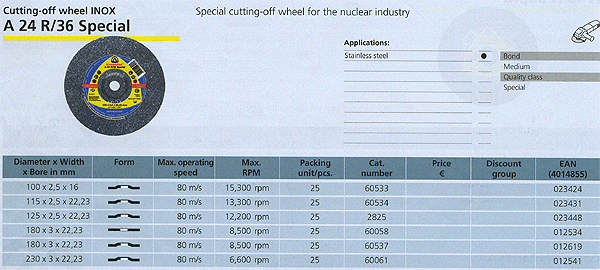 Cutting-off wheel INOX
A 24 R/36 Special
Special cutting-off wheel for the nuclear industry
Applications:
Stainless steel
Bond
Medium
Quality class
Special
Diameter x Width x Bore in mm Form Max. operating speed Max. RPM Packing unit/pcs. Cat. number Price € Discount group EAN (4014855)
100 x 2,5 x 16 80 m/s 15,300 rpm 25 60533 023424
115 x 2,5 x 22,23 80 m/s 13,300 rpm 25 60534 023431
125 x 2,5 x 22,23 80 m/s 12,200 rpm 25 2825 023448
180 x 3 x 22,23 80 m/s 8,500 rpm 25 60058 012534
180 x 3 x 22,23 80 m/s 8,500 rpm 25 60537 012619
230 x 3 x 22,23 80 m/s 6,600 rpm 25 60061 012541